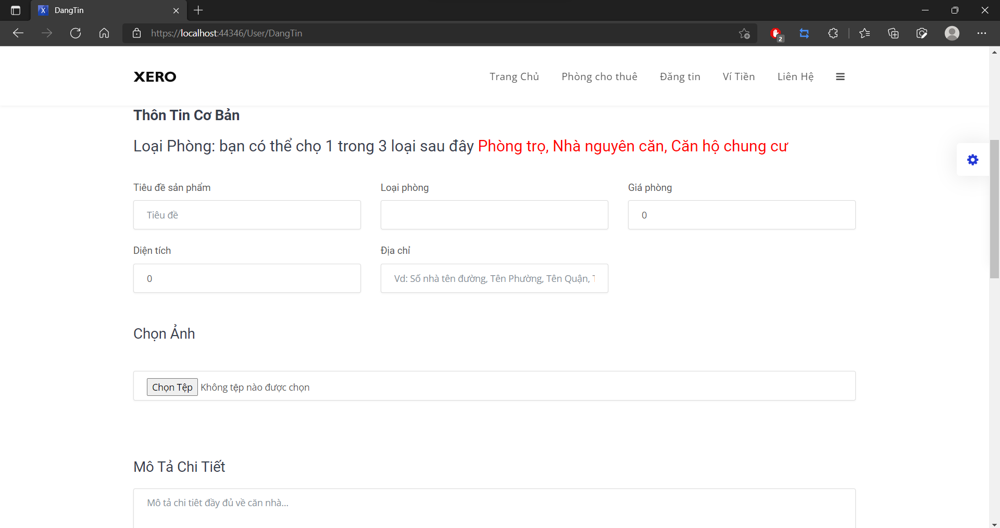 DangTin
https://localhost:44346/User/DangTin
2
XERO
Trang Chủ Phòng cho thuê Đăng tin Ví Tiền Liên Hệ
Thôn Tin Cơ Bản
Loại Phòng: bạn có thể chọ 1 trong 3 loại sau đây Phòng trọ, Nhà nguyên căn, Căn hộ chung cư
Tiêu đề sản phẩm Loại phòng Giá phòng
Tiêu đề 0
Diện tích Địa chỉ
0 Vd: Số nhà tên đường, Tên Phường, Tên Quận,
Chọn Ảnh
Chọn Tệp Không tệp nào được chọn
Mô Tả Chi Tiết
Mô tả chi tiêt đầy đủ về căn nhà...